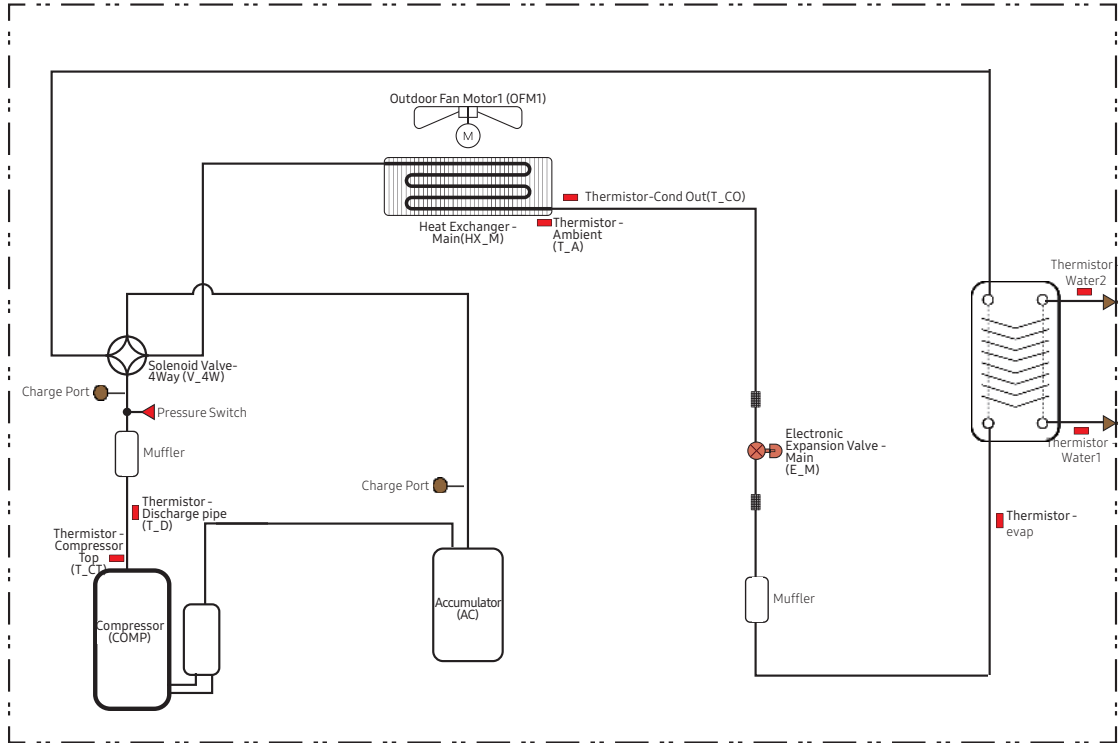 Outdoor Fan Motor1 (OFM1)
M
Thermistor-Cond Out(T_CO)
Heat Exchanger -
Main(HX_M)
Thermistor -
Ambient
(T_A)
Thermistor
Water2
Solenoid Valve-
4Way (V_4W)
Charge Port
Pressure Switch
Muffler
Electronic
Expansion Valve -
Main
(E_M)
Thermistor -
Water1
Charge Port
Thermistor -
Discharge pipe
(T_D)
Thermistor -
evap
Thermistor -
Compressor
Top
(T_CT)
Muffler
Accumulator
(AC)
Compressor
(COMP)